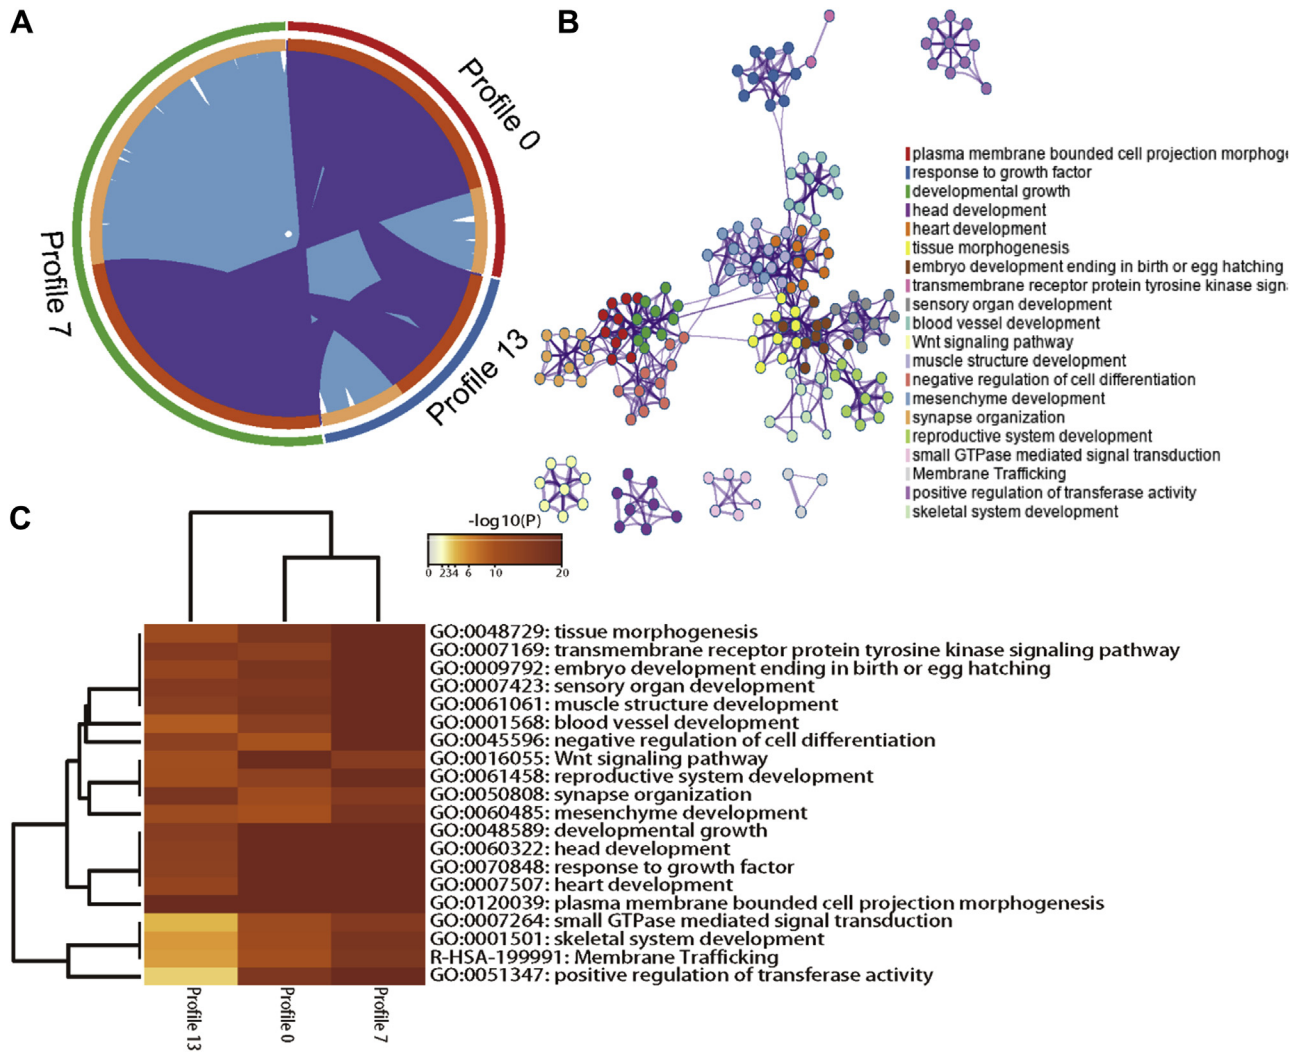 A
B
Profile 0
Profile 7
Profile 13
plasma membrane bounded cell projection morphoge
response to growth factor
developmental growth
head development
heart development
tissue morphogenesis
embryo development ending in birth or egg hatching
transmembrane receptor protein tyrosine kinase sign
sensory organ development
blood vessel development
Wnt signaling pathway
muscle structure development
negative regulation of cell differentiation
mesenchyme development
synapse organization
reproductive system development
small GTPase mediated signal transduction
Membrane Trafficking
positive regulation of transferase activity
skeletal system development
C
-log10(P)
0 2 3 4 6 10 20
GO:0048729: tissue morphogenesis
GO:0007169: transmembrane receptor protein tyrosine kinase signaling pathway
GO:0009792: embryo development ending in birth or egg hatching
GO:0007423: sensory organ development
GO:0061061: muscle structure development
GO:0001568: blood vessel development
GO:0045596: negative regulation of cell differentiation
GO:0016055: Wnt signaling pathway
GO:0061458: reproductive system development
GO:0050808: synapse organization
GO:0060485: mesenchyme development
GO:0048589: developmental growth
GO:0060322: head development
GO:0070848: response to growth factor
GO:0007507: heart development
GO:0120039: plasma membrane bounded cell projection morphogenesis
GO:0007264: small GTPase mediated signal transduction
GO:0001501: skeletal system development
R-HSA-199991: Membrane Trafficking
GO:0051347: positive regulation of transferase activity
Profile 13
Profile 0
Profile 7